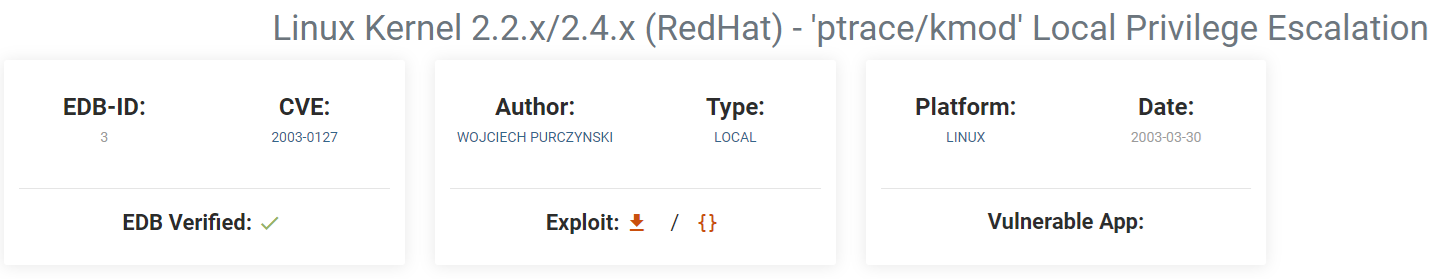 Linux Kernel 2.2.x/2.4.x (RedHat) - 'ptrace/kmod' Local Privilege Escalation
EDB-ID: CVE: Author: Type: Platform: Date:
3 2003-0127 WOJCIECH PURCZYNSKI LOCAL LINUX 2003-03-30
EDB Verified: Exploit: / {} Vulnerable App: